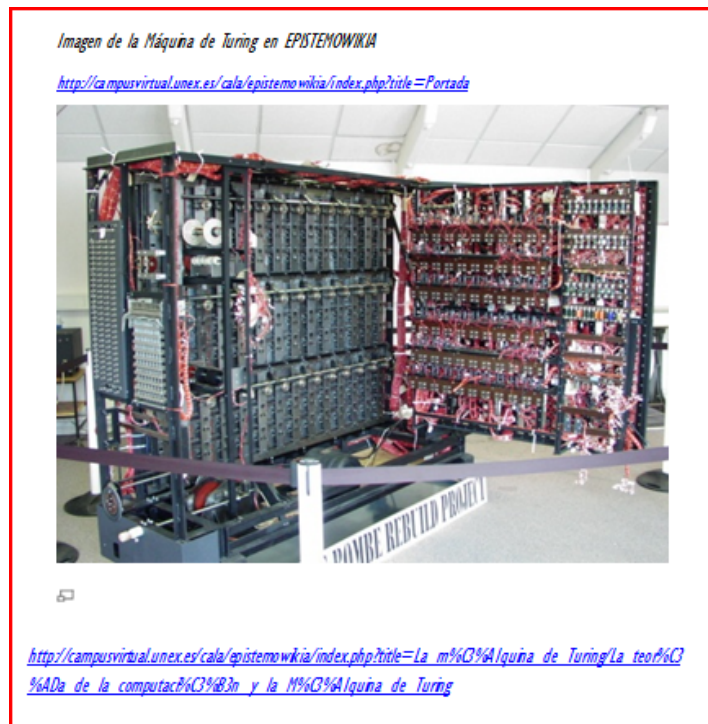 Imagen de la Máquina de Turing en EPISTEMOWIKIA
http://campusvirtual.unex.es/cala/epistemowikia/index.php?title=Portada
BOMBE REBUILD PROJECT
http://campusvirtual.unex.es/cala/epistemowikia/index.php?title=La_m%C3%A1quina_de_Turing/La_teor%C3
%ADa_de_la_computaci%C3%B3n_y_la_M%C3%A1quina_de_Turing